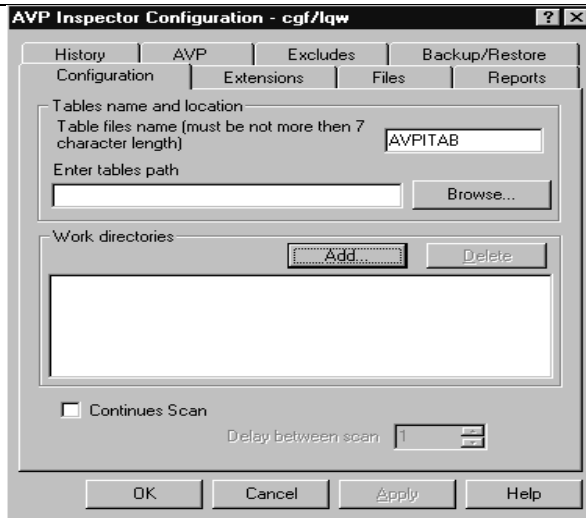 AVP Inspector Configuration - cgf/lqw
? X
History AVP Excludes Backup/Restore
Configuration Extensions Files Reports
Tables name and location
Table files name (must be not more then 7
character length)
AVPITAB
Enter tables path
Browse...
Work directories
Add... Delete
Continues Scan
Delay between scan 1
OK Cancel Apply Help